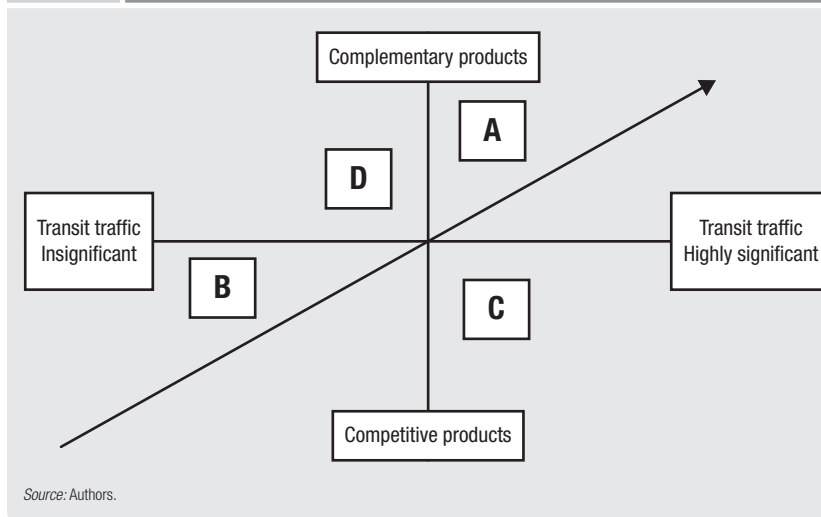 Complementary products
A
D
Transit traffic
Insignificant
Transit traffic
Highly significant
B
C
Competitive products
Source: Authors.